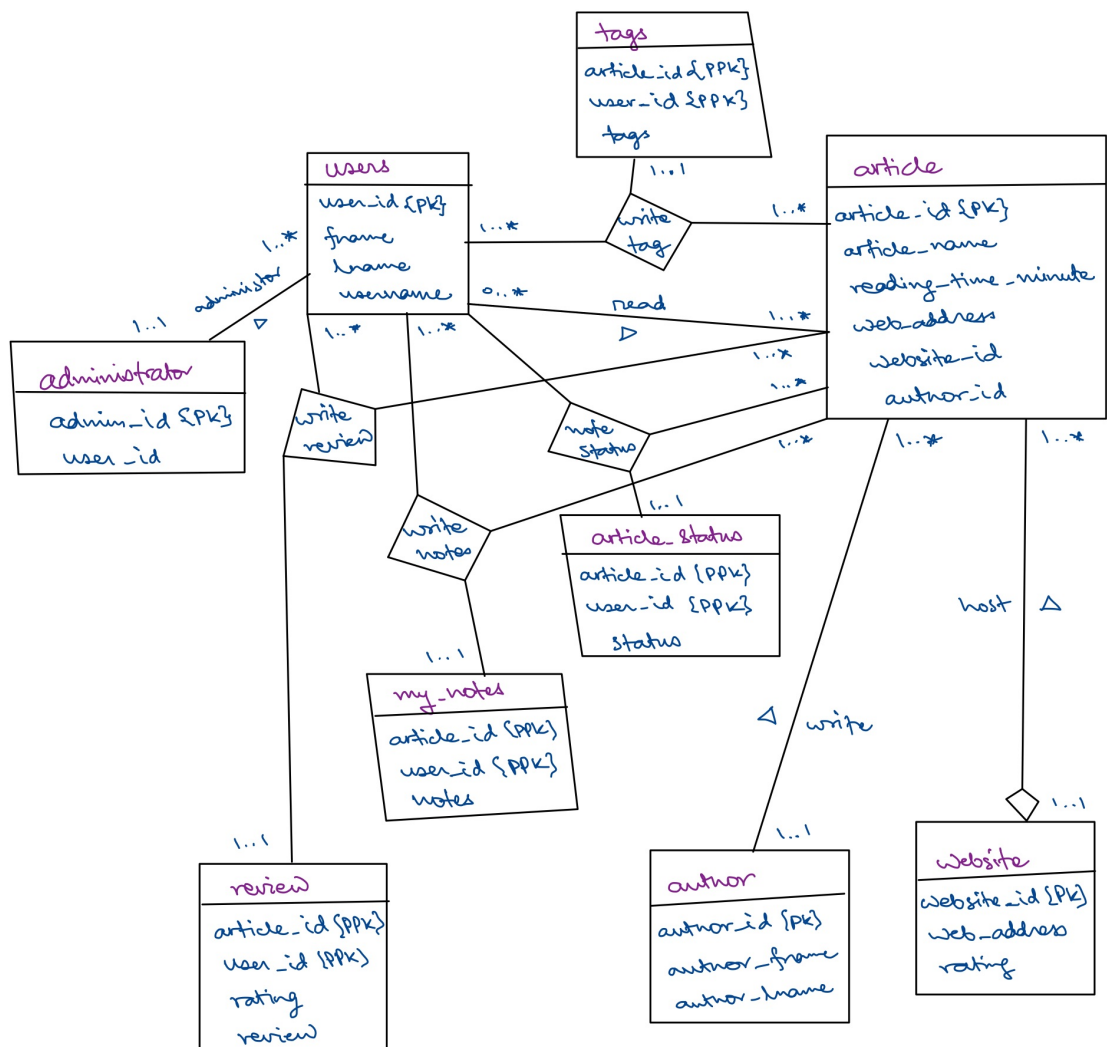 tags
article_id {PPK}
user_id {PPK}
tags
1..1
users
user_id {PK}
fname
lname
username
1..*
write
tag
1..*
article
article_id {PK}
article_name
reading_time_minute
web_address
website_id
author_id
1..*
administor
1..1
0..*
read
1..*
administrator
admin_id {PK}
user_id
1..*
1..*
write
review
1..*
1..*
note
status
1..*
1..*
1..*
write
notes
1..1
article_status
article_id {PPK}
user_id {PPK}
status
host
1..1
my_notes
article_id {PPK}
user_id {PPK}
notes
write
1..1
review
article_id {PPK}
user_id {PPK}
rating
review
1..1
author
author_id {PK}
author_fname
author_lname
1..1
website
website_id {PK}
web_address
rating